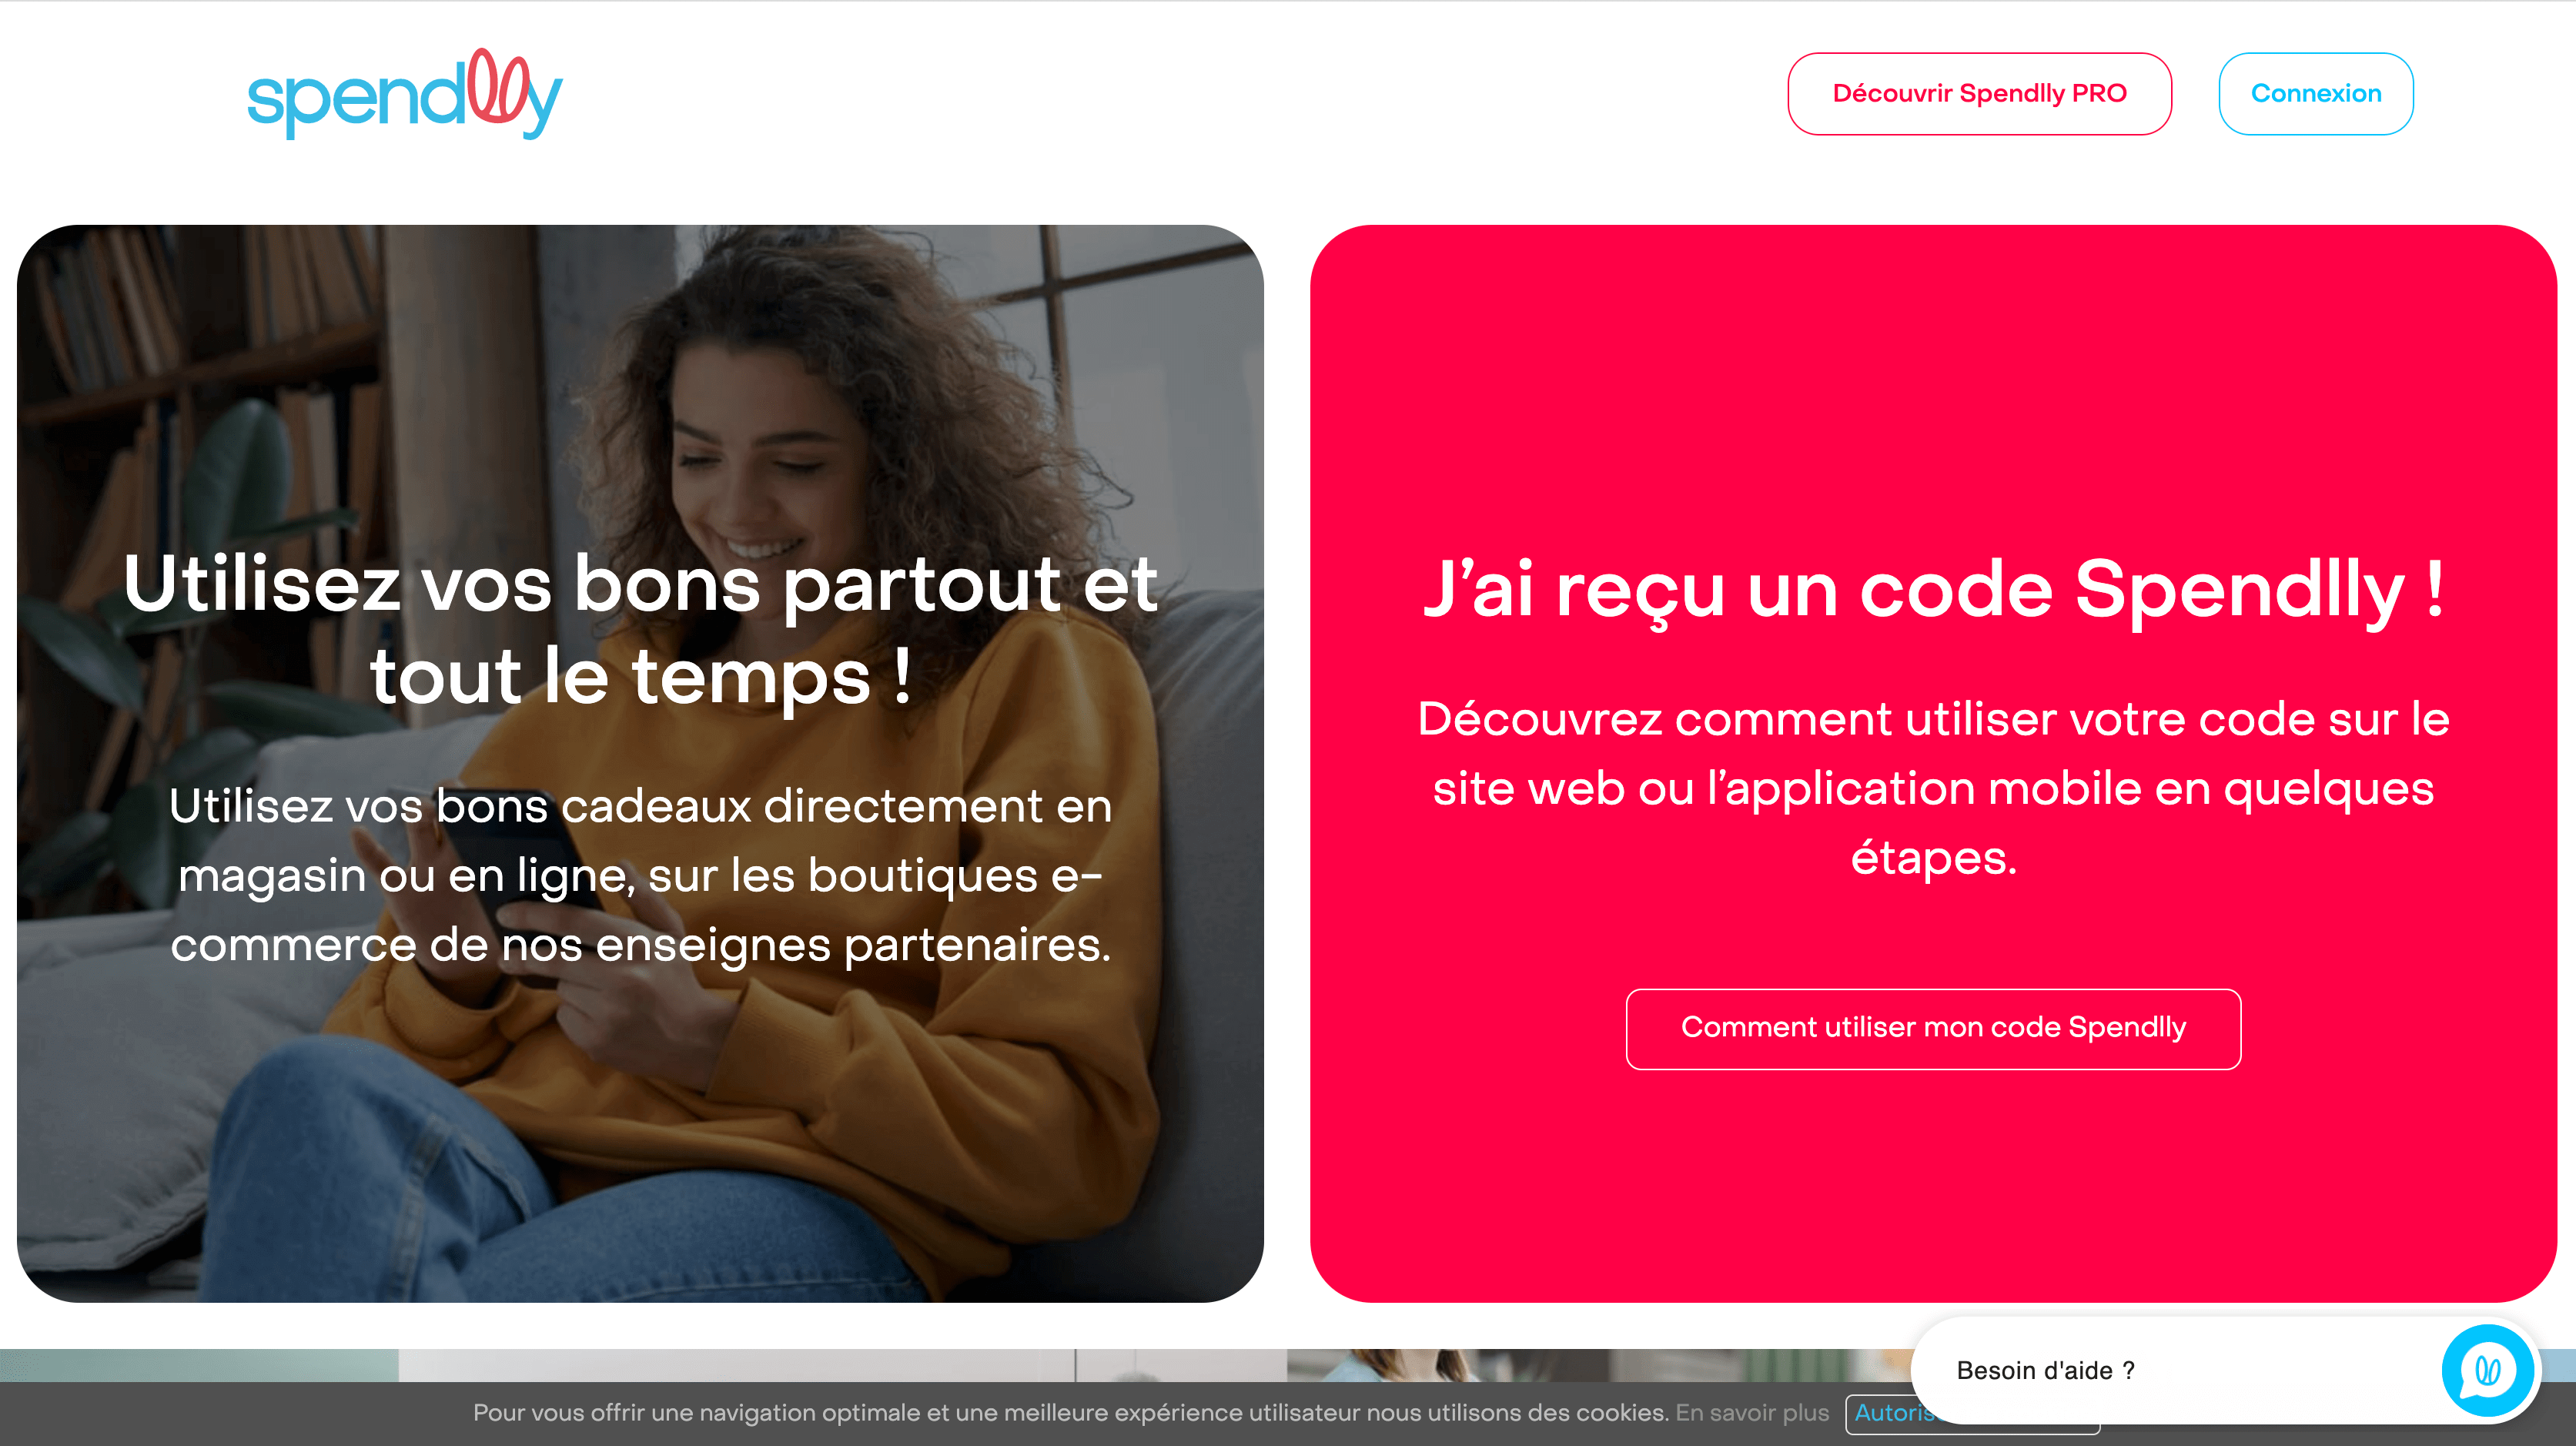 spendlly
Découvrir Spendlly PRO
Connexion
Utilisez vos bons partout et
tout le temps !
Utilisez vos bons cadeaux directement en
magasin ou en ligne, sur les boutiques e-
commerce de nos enseignes partenaires.
J’ai reçu un code Spendlly !
Découvrez comment utiliser votre code sur le
site web ou l’application mobile en quelques
étapes.
Comment utiliser mon code Spendlly
Besoin d'aide ?
Pour vous offrir une navigation optimale et une meilleure expérience utilisateur nous utilisons des cookies. En savoir plus